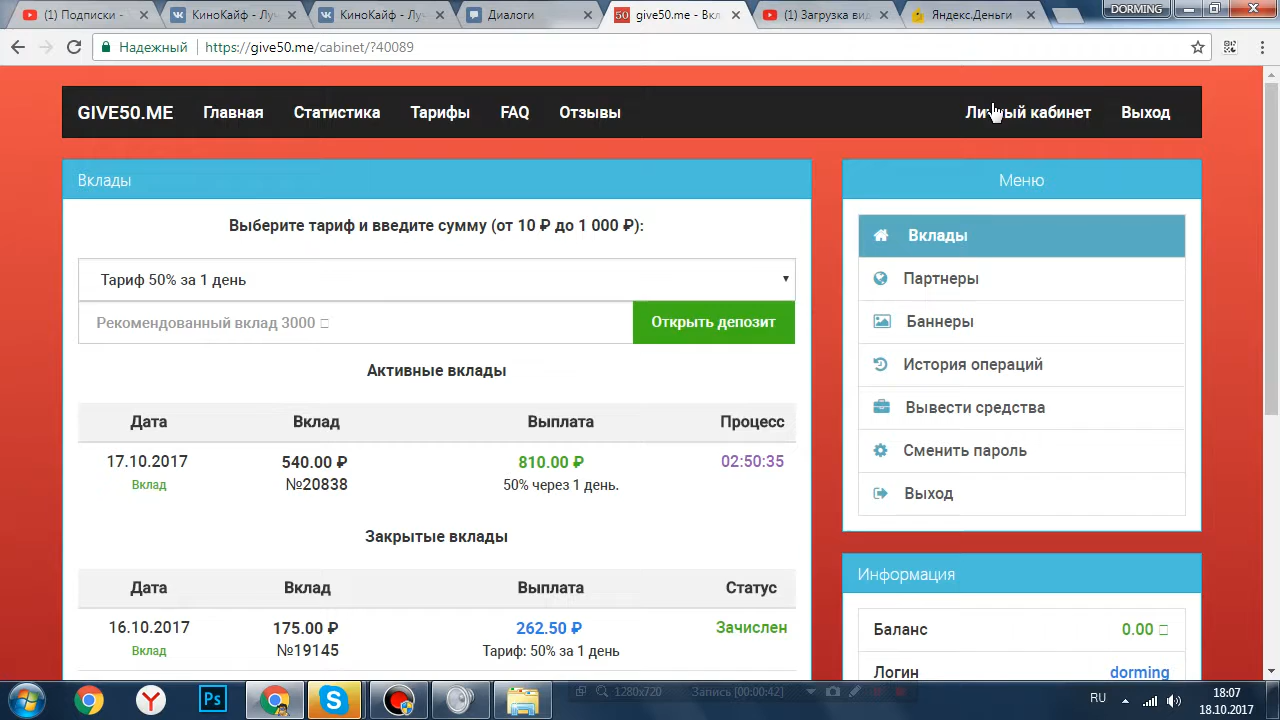 (1) Подписки -
КиноКайф - Луч
КиноКайф - Луч
Диалоги
give50.me - Вкл
(1) Загрузка вид
Яндекс.Деньги
DORMING
Надежный
https://give50.me/cabinet/?40089
GIVE50.ME
Главная
Статистика
Тарифы
FAQ
Отзывы
Личный кабинет
Выход
Вклады
Выберите тариф и введите сумму (от 10 ₽ до 1 000 ₽):
Тариф 50% за 1 день
Рекомендованный вклад 3000
Открыть депозит
Активные вклады
Дата Вклад Выплата Процесс
17.10.2017 540.00 ₽ 810.00 ₽ 02:50:35
Вклад №20838 50% через 1 день.
Закрытые вклады
Дата Вклад Выплата Статус
16.10.2017 175.00 ₽ 262.50 ₽ Зачислен
Вклад №19145 Тариф: 50% за 1 день
Меню
Вклады
Партнеры
Баннеры
История операций
Вывести средства
Сменить пароль
Выход
Информация
Баланс 0.00
Логин dorming
1280x720
Запись [00:00:42]
RU
18:07
18.10.2017